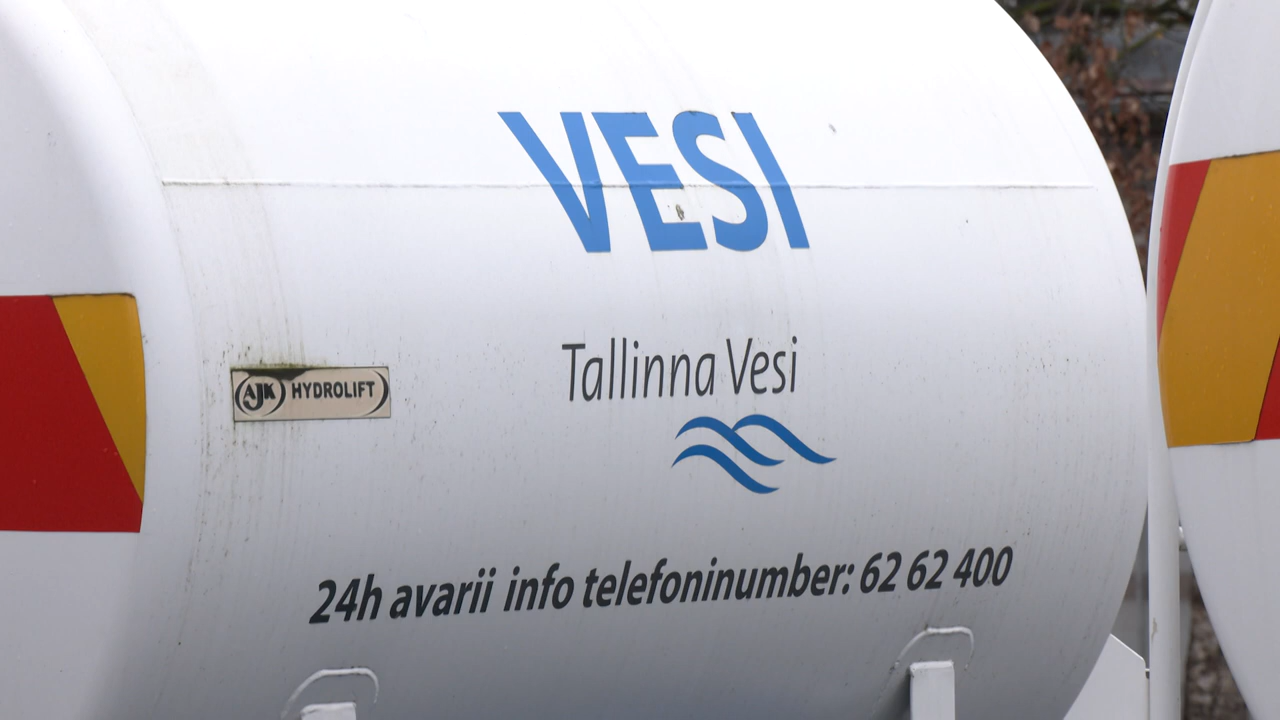 VESI
Tallinna Vesi
AJK HYDROLIFT
24h avarii info telefoninumber: 62 62 400